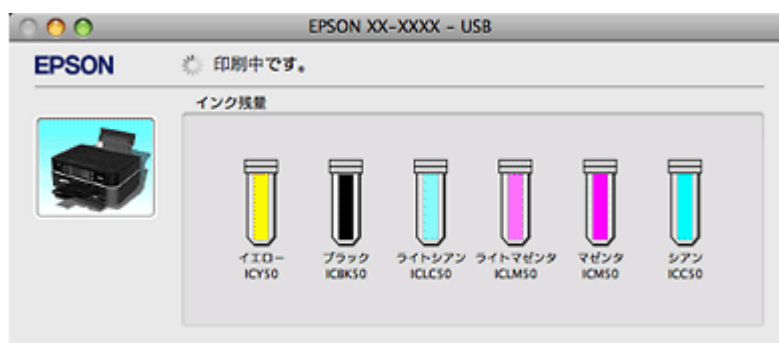 EPSON XX-XXXX – USB
EPSON
印刷中です。
インク残量
イエロー ブラック ライトシアン ライトマゼンタ マゼンタ シアン
ICY50 ICBK50 ICLC50 ICLM50 ICM50 ICC50